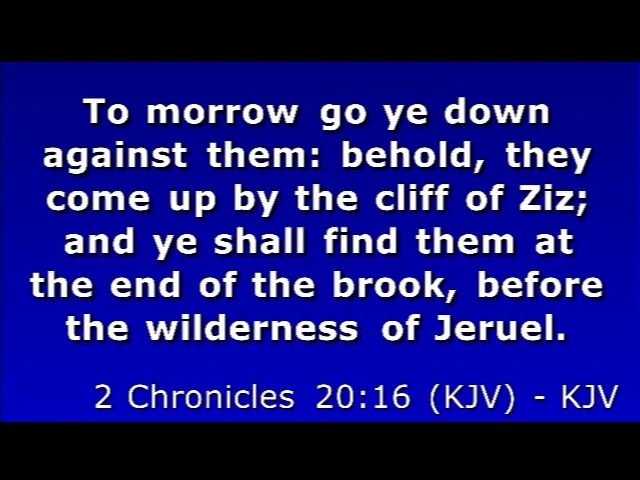 To morrow go ye down
against them: behold, they
come up by the cliff of Ziz;
and ye shall find them at
the end of the brook, before
the wilderness of Jeruel.
2 Chronicles 20:16 (KJV) - KJV